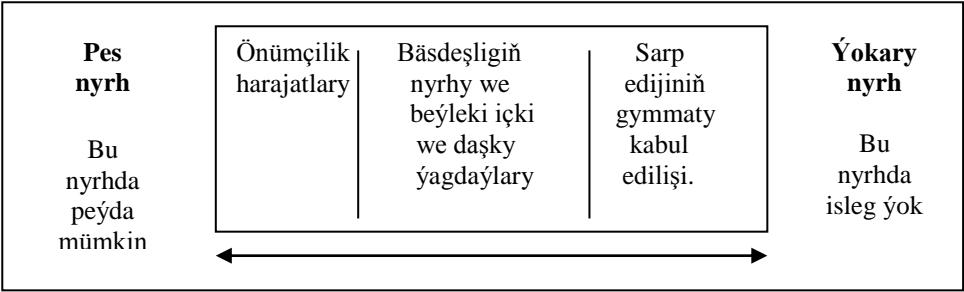 Pes
nyrh
Bu
nyrhda
peýda
mümkin
Önümçilik
harajatlary
Bäsdeşligiň
nyrhy we
beýleki içki
we daşky
ýagdaýlary
Sarp
edijiniň
gymmaty
kabul
edilişi.
Ýokary
nyrh
Bu
nyrhda
isleg ýok